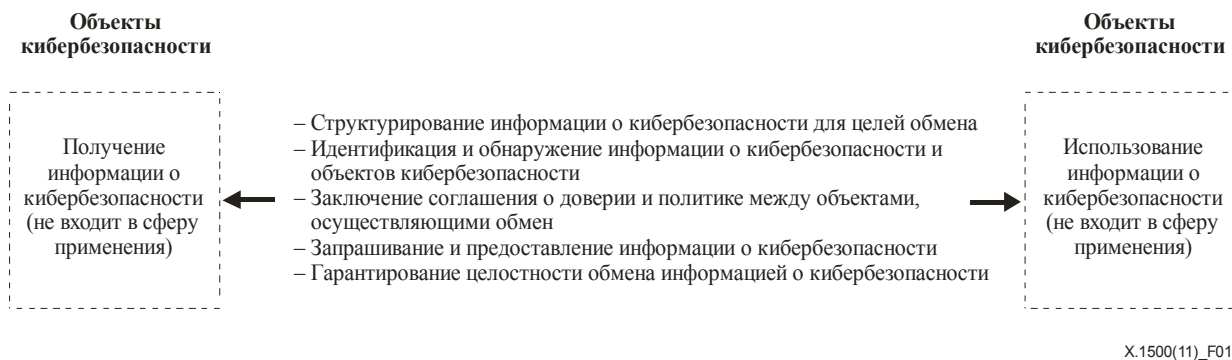 Объекты
кибербезопасности
Объекты
кибербезопасности
Получение
информации о
кибербезопасности
(не входит в сферу
применения)
– Структурирование информации о кибербезопасности для целей обмена
– Идентификация и обнаружение информации о кибербезопасности и
объектов кибербезопасности
– Заключение соглашения о доверии и политике между объектами,
осуществляющими обмен
– Запрашивание и предоставление информации о кибербезопасности
– Гарантирование целостности обмена информацией о кибербезопасности
Использование
информации о
кибербезопасности
(не входит в сферу
применения)
X.1500(11)_F01